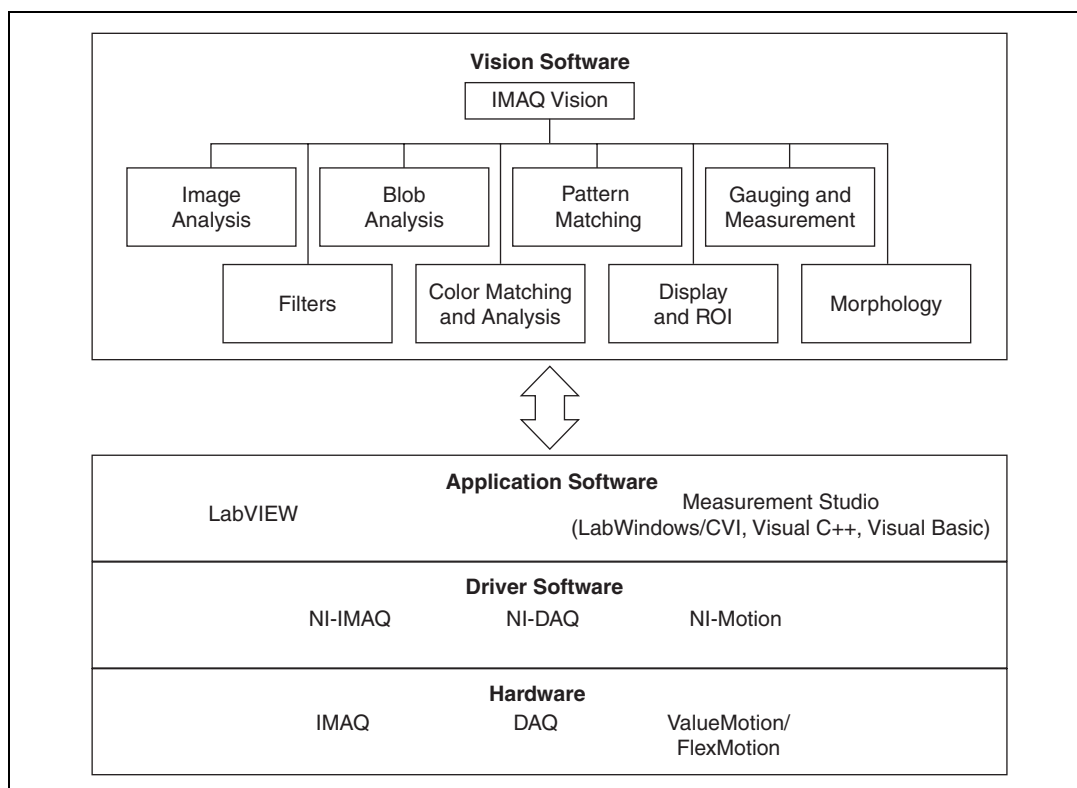 Vision Software
IMAQ Vision
Image
Analysis
Blob
Analysis
Pattern
Matching
Gauging and
Measurement
Filters
Color Matching
and Analysis
Display
and ROI
Morphology
Application Software
LabVIEW
Measurement Studio
(LabWindows/CVI, Visual C++, Visual Basic)
Driver Software
NI-IMAQ
NI-DAQ
NI-Motion
Hardware
IMAQ
DAQ
ValueMotion/
FlexMotion